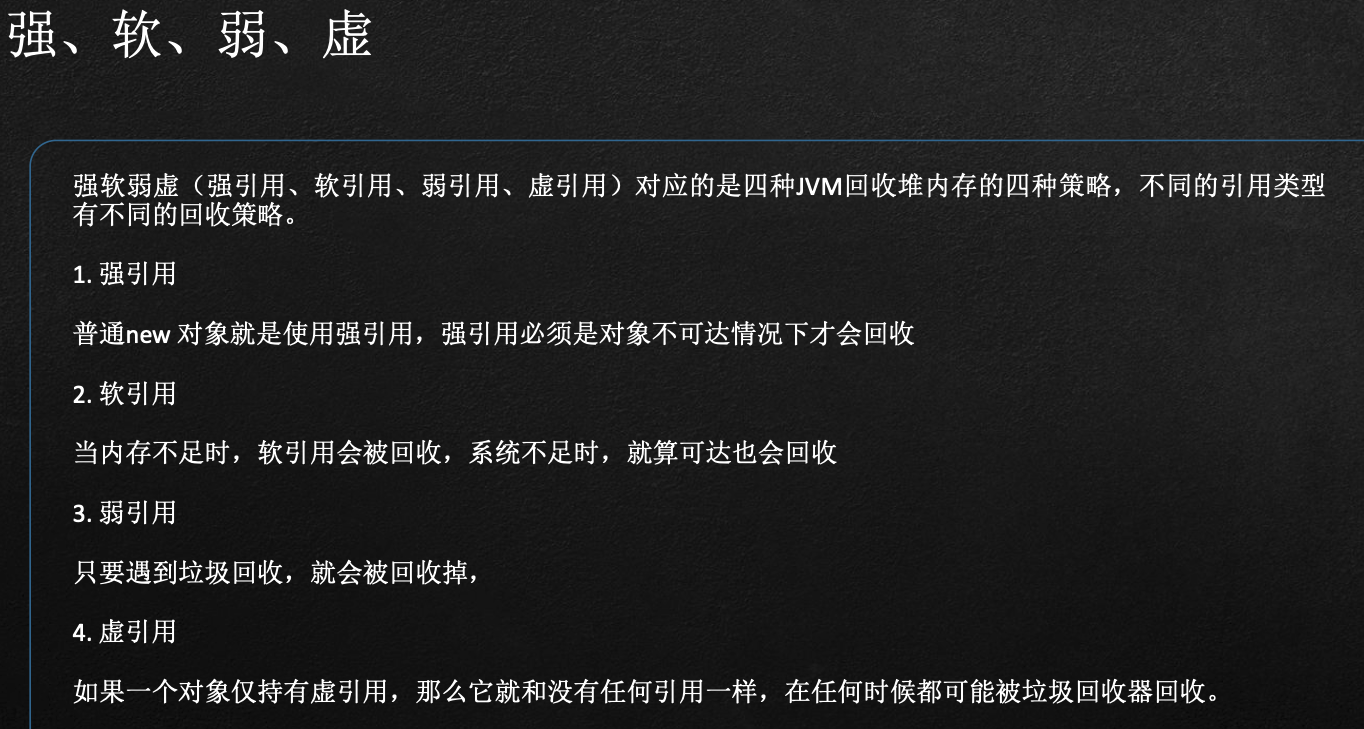 强、软、弱、虚
强软弱虚（强引用、软引用、弱引用、虚引用）对应的是四种JVM回收堆内存的四种策略，不同的引用类型
有不同的回收策略。
1. 强引用
普通new 对象就是使用强引用，强引用必须是对象不可达情况下才会回收
2. 软引用
当内存不足时，软引用会被回收，系统不足时，就算可达也会回收
3. 弱引用
只要遇到垃圾回收，就会被回收掉，
4. 虚引用
如果一个对象仅持有虚引用，那么它就和没有任何引用一样，在任何时候都可能被垃圾回收器回收。